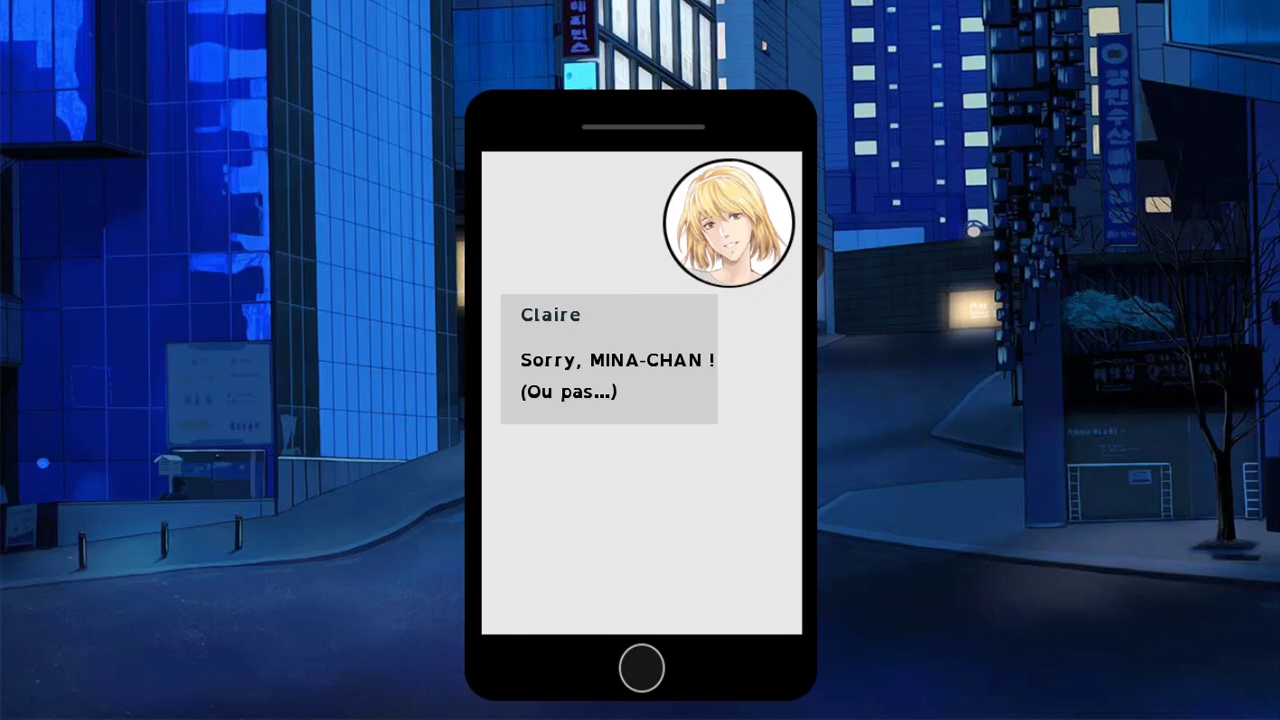 Claire
Sorry, MINA-CHAN !
(Ou pas...)